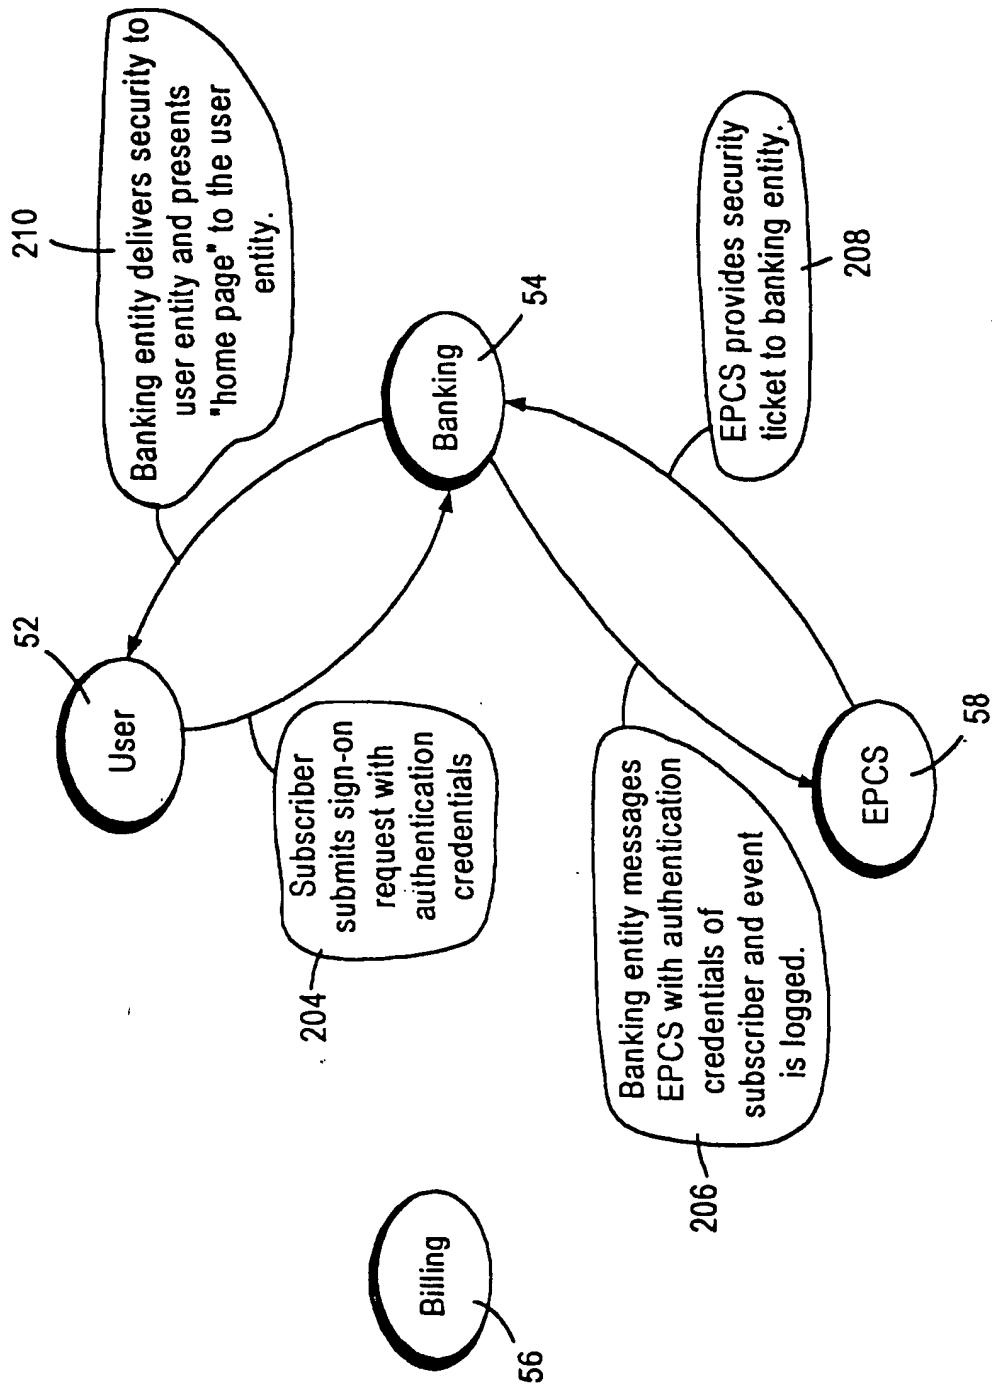 52
User
210
Banking entity delivers security to
user entity and presents
"home page" to the user
entity.
204
Subscriber
submits sign-on
request with
authentication
credentials
Billing
56
Banking
54
206
Banking entity messages
EPCS with authentication
credentials of
subscriber and event
is logged.
EPCS provides security
ticket to banking entity.
208
EPCS
58